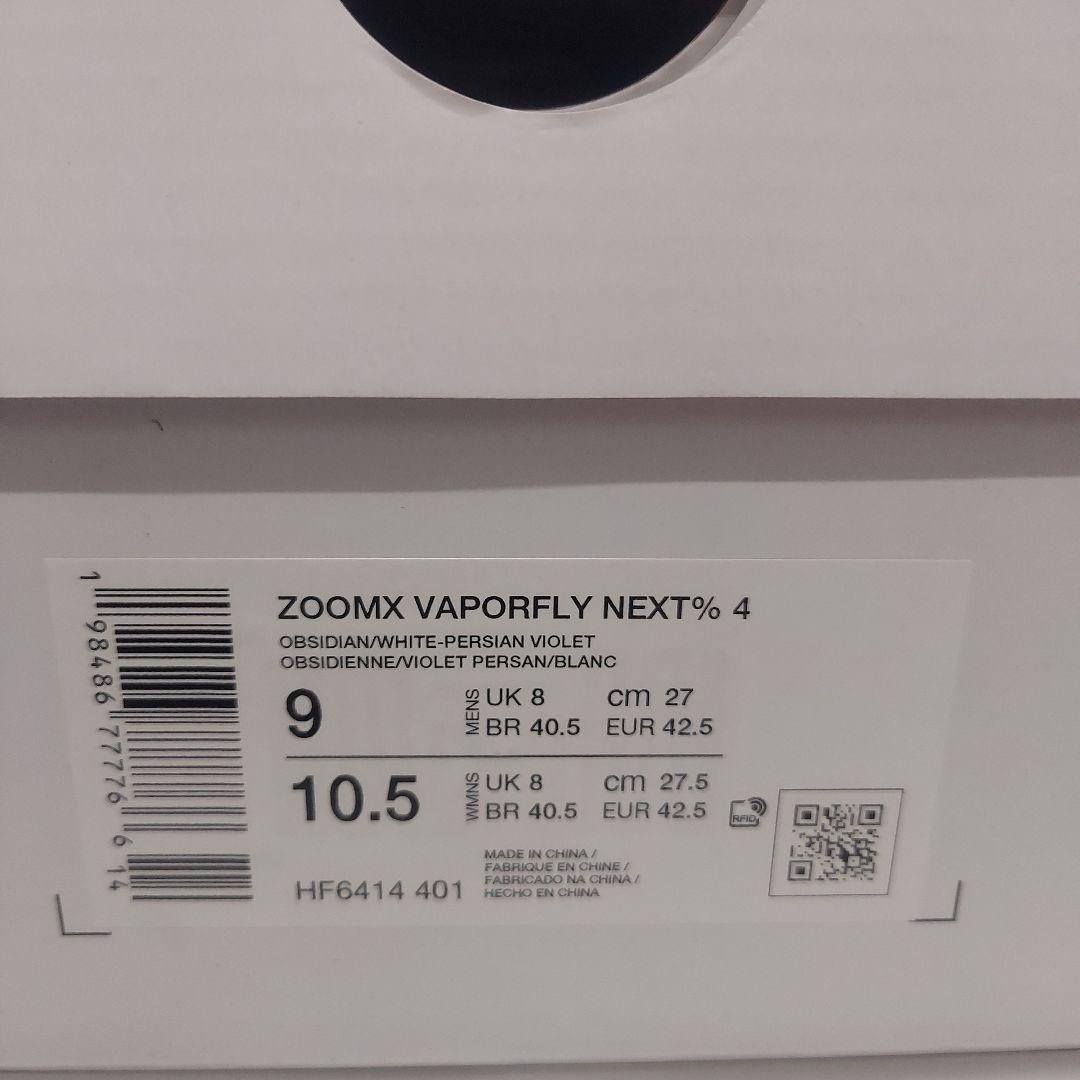 ZOOMX VAPORFLY NEXT% 4
OBSIDIAN/WHITE-PERSIAN VIOLET
OBSIDIENNE/VIOLET PERSAN/BLANC
9
MENS
UK 8 cm 27
BR 40.5 EUR 42.5
10.5
WMNS
UK 8 cm 27.5
BR 40.5 EUR 42.5
RFID
HF6414 401
MADE IN CHINA /
FABRIQUE EN CHINE /
FABRICADO NA CHINA /
HECHO EN CHINA
1 98486 77776 6 14